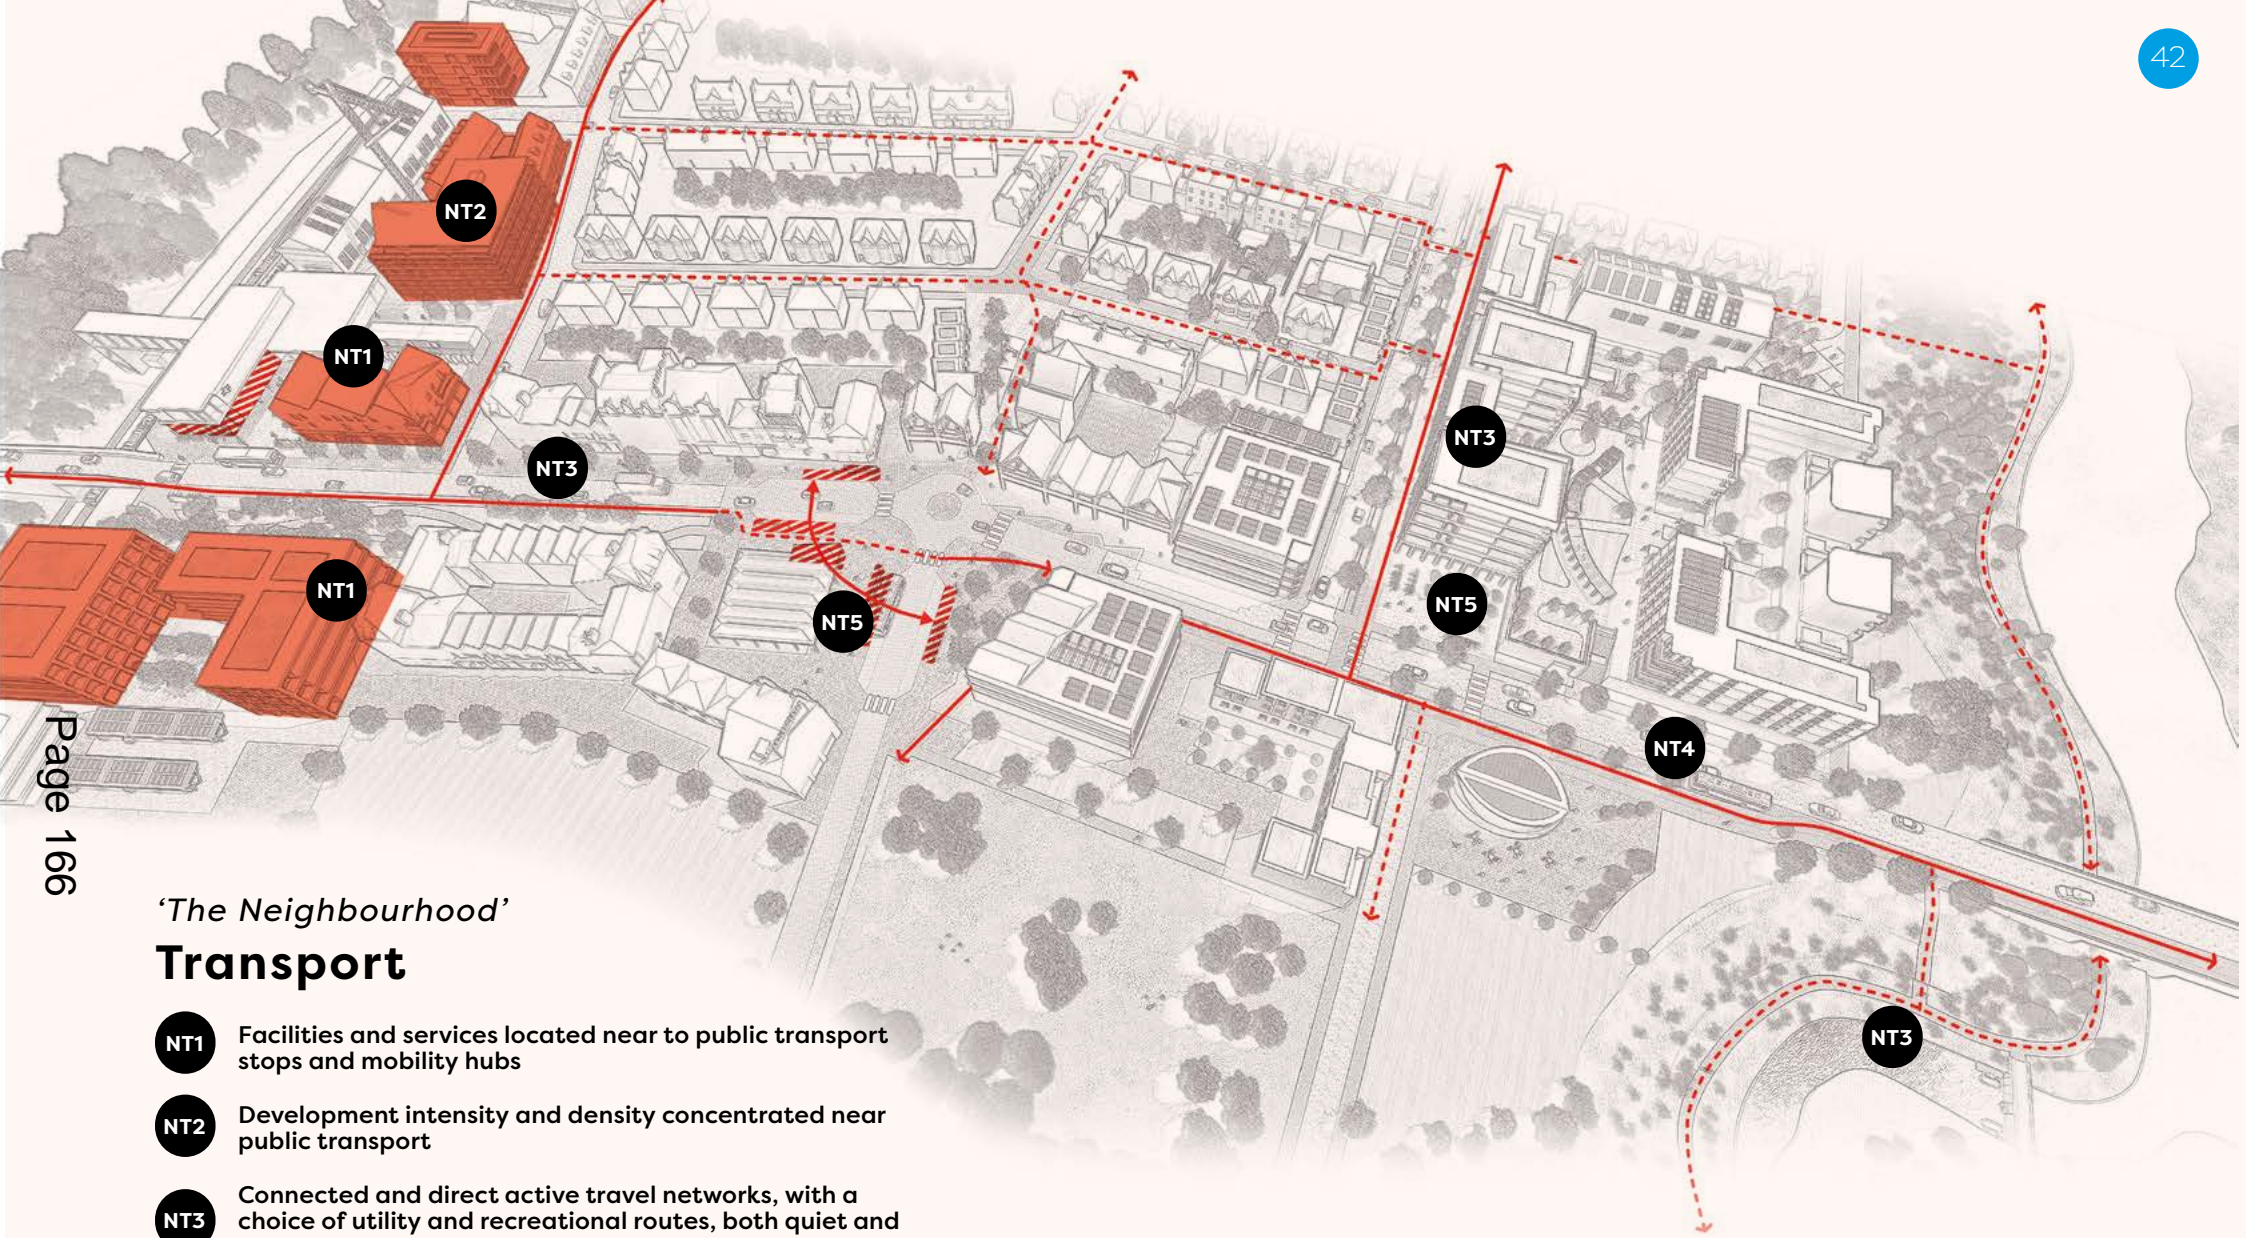 42
NT2
NT1
NT3
NT3
NT1
NT5
NT5
NT4
NT3
Page 166
‘The Neighbourhood’
Transport
NT1
Facilities and services located near to public transport
stops and mobility hubs
NT2
Development intensity and density concentrated near
public transport
NT3
Connected and direct active travel networks, with a
choice of utility and recreational routes, both quiet and